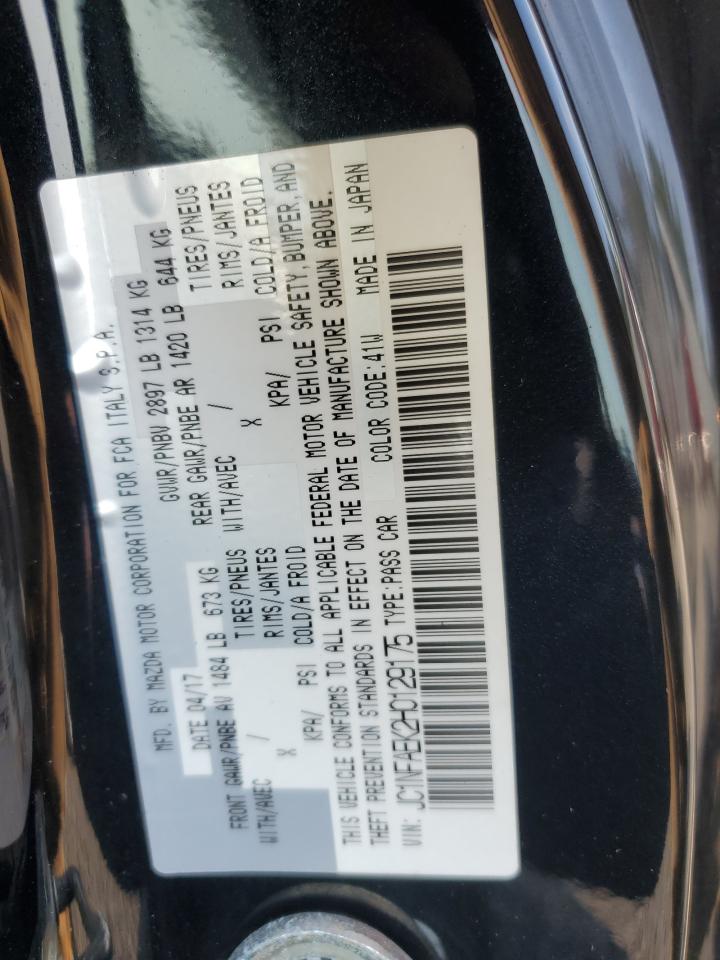 MFD. BY MAZDA MOTOR CORPORATION FOR FCA ITALY S.P.A.
DATE 04/17 GVWR/PNBV 2897 LB 1314 KG
FRONT GAWR/PNBE AV 1484 LB 673 KG REAR GAWR/PNBE AR 1420 LB 644 KG
WITH/AVEC / TIRES/PNEUS WITH/AVEC / TIRES/PNEUS
X RIMS/JANTES X RIMS/JANTES
KPA/ PSI COLD/A FROID KPA/ PSI COLD/A FROID
THIS VEHICLE CONFORMS TO ALL APPLICABLE FEDERAL MOTOR VEHICLE SAFETY, BUMPER, AND
THEFT PREVENTION STANDARDS IN EFFECT ON THE DATE OF MANUFACTURE SHOWN ABOVE.
VIN: JC1NFAEK2H0129175 TYPE: PASS CAR COLOR CODE: 41W MADE IN JAPAN